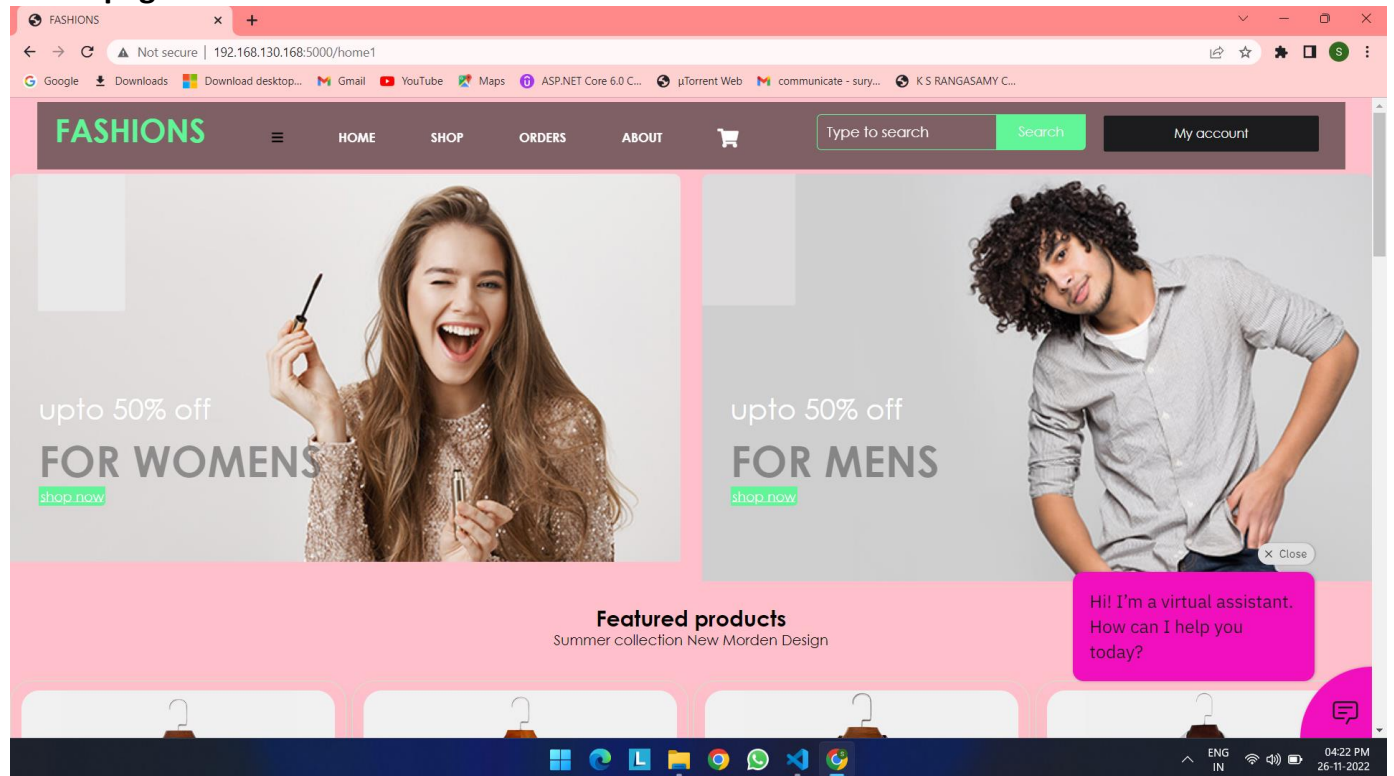 FASHIONS
Not secure | 192.168.130.168:5000/home1
Google Downloads Download desktop... Gmail YouTube Maps ASP.NET Core 6.0 C... µTorrent Web communicate - sury... K S RANGASAMY C...
FASHIONS HOME SHOP ORDERS ABOUT Type to search Search My account
upto 50% off
FOR WOMENS
shop now
upto 50% off
FOR MENS
shop now
Close
Hi! I'm a virtual assistant.
How can I help you
today?
Featured products
Summer collection New Morden Design
ENG
IN
04:22 PM
26-11-2022